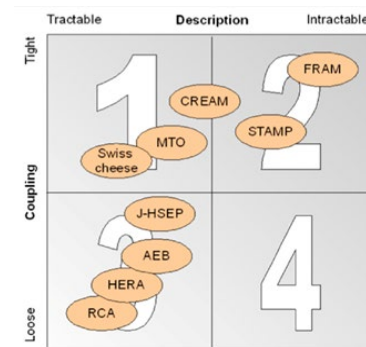 Tractable Description Intractable
Tight
1
2
FRAM
CREAM
STAMP
MTO
Swiss
cheese
Coupling
J-HSEP
3
4
AEB
HERA
RCA
Loose